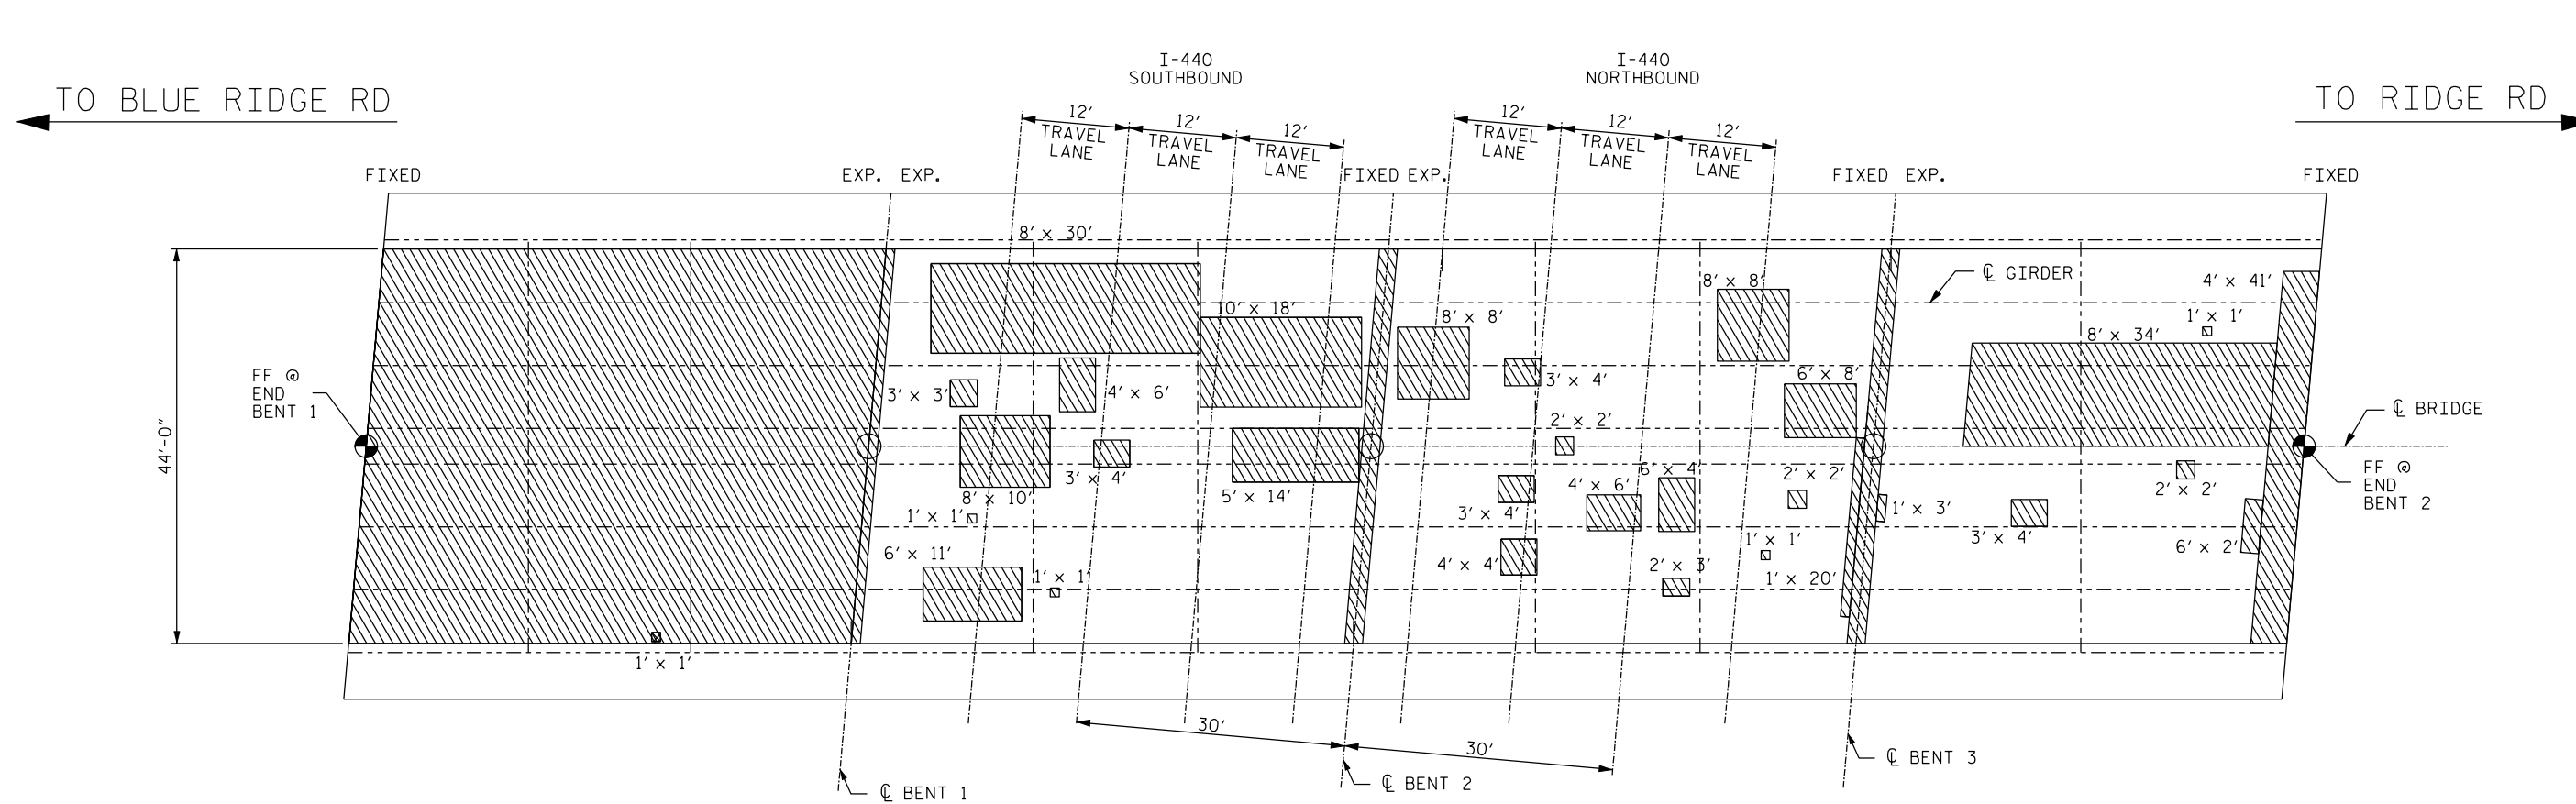 I-440
SOUTHBOUND
I-440
NORTHBOUND
TO BLUE RIDGE RD
TO RIDGE RD
12'
TRAVEL
LANE
12'
TRAVEL
LANE
12'
TRAVEL
LANE
12'
TRAVEL
LANE
12'
TRAVEL
LANE
12'
TRAVEL
LANE
FIXED
EXP. EXP.
FIXED EXP.
FIXED EXP.
FIXED
8' x 30'
10' x 18'
8' x 8'
8' x 8'
℄ GIRDER
4' x 41'
1' x 1'
8' x 34'
FF @
END
BENT 1
3' x 3'
4' x 6'
3' x 4'
6' x 8'
℄ BRIDGE
44'-0"
2' x 2'
3' x 4'
8' x 10'
5' x 14'
6' x 4'
4' x 6'
2' x 2'
2' x 2'
FF @
END
BENT 2
1' x 1'
3' x 4'
1' x 3'
3' x 4'
6' x 2'
6' x 11'
1' x 1'
4' x 4'
2' x 3'
1' x 1'
1' x 20'
1' x 1'
30'
30'
℄ BENT 1
℄ BENT 2
℄ BENT 3